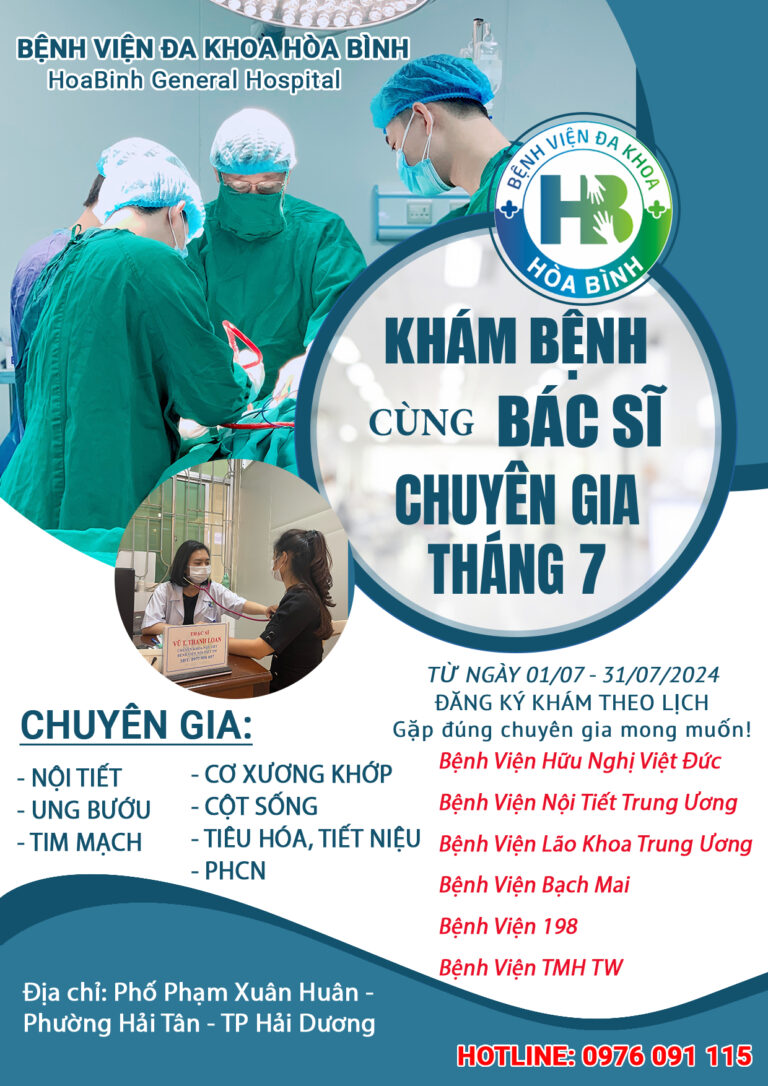 BỆNH VIỆN ĐA KHOA HÒA BÌNH
HoaBinh General Hospital
BỆNH VIỆN ĐA KHOA
HB
HÒA BÌNH
KHÁM BỆNH
CÙNG BÁC SĨ
CHUYÊN GIA
THÁNG 7
THẠC SĨ
VŨ T. THANH LOAN
TỪ NGÀY 01/07 - 31/07/2024
ĐĂNG KÝ KHÁM THEO LỊCH
Gặp đúng chuyên gia mong muốn!
CHUYÊN GIA:
- NỘI TIẾT
- UNG BƯỚU
- TIM MẠCH
- CƠ XƯƠNG KHỚP
- CỘT SỐNG
- TIÊU HÓA, TIẾT NIỆU
- PHCN
Bệnh Viện Hữu Nghị Việt Đức
Bệnh Viện Nội Tiết Trung Ương
Bệnh Viện Lão Khoa Trung Ương
Bệnh Viện Bạch Mai
Bệnh Viện 198
Bệnh Viện TMH TW
Địa chỉ: Phố Phạm Xuân Huân -
Phường Hải Tân - TP Hải Dương
HOTLINE: 0976 091 115